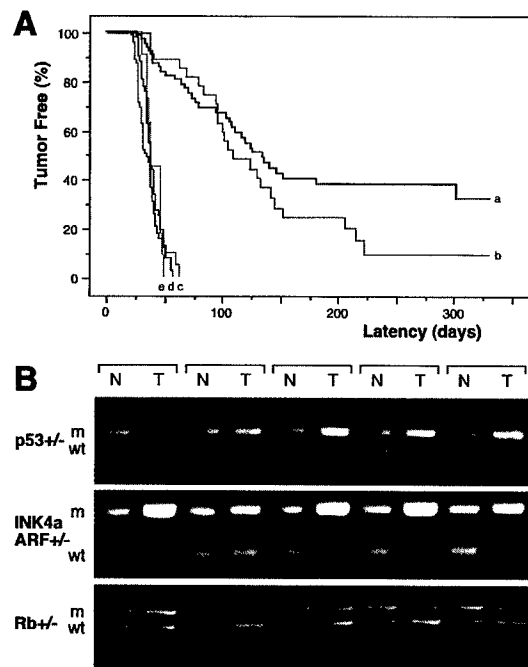 A
Tumor Free (%)
100
80
60
40
20
0
a
b
e d c
0 100 200 300
Latency (days)
B
N T N T N T N T N T
p53+/- m
wt
INK4a
ARF+/- m
wt
Rb+/- m
wt